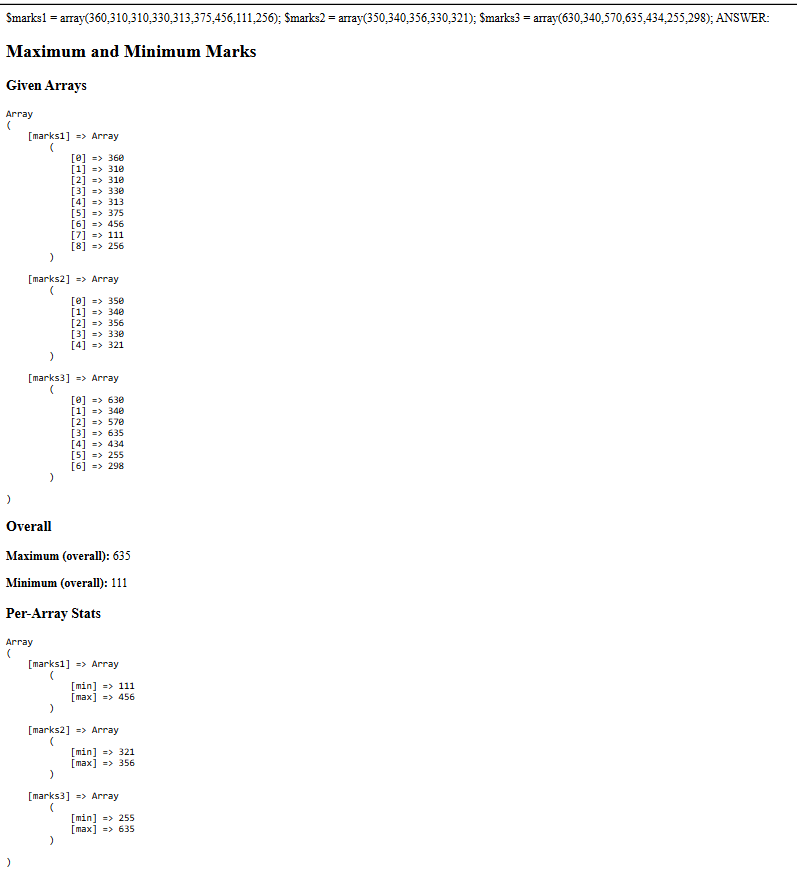 $marks1 = array(360,310,310,330,313,375,456,111,256); $marks2 = array(350,340,356,330,321); $marks3 = array(630,340,570,635,434,255,298); ANSWER:
Maximum and Minimum Marks
Given Arrays
Array
(
    [marks1] => Array
        (
            [0] => 360
            [1] => 310
            [2] => 310
            [3] => 330
            [4] => 313
            [5] => 375
            [6] => 456
            [7] => 111
            [8] => 256
        )
    [marks2] => Array
        (
            [0] => 350
            [1] => 340
            [2] => 356
            [3] => 330
            [4] => 321
        )
    [marks3] => Array
        (
            [0] => 630
            [1] => 340
            [2] => 570
            [3] => 635
            [4] => 434
            [5] => 255
            [6] => 298
        )
)
Overall
Maximum (overall): 635
Minimum (overall): 111
Per-Array Stats
Array
(
    [marks1] => Array
        (
            [min] => 111
            [max] => 456
        )
    [marks2] => Array
        (
            [min] => 321
            [max] => 356
        )
    [marks3] => Array
        (
            [min] => 255
            [max] => 635
        )
)